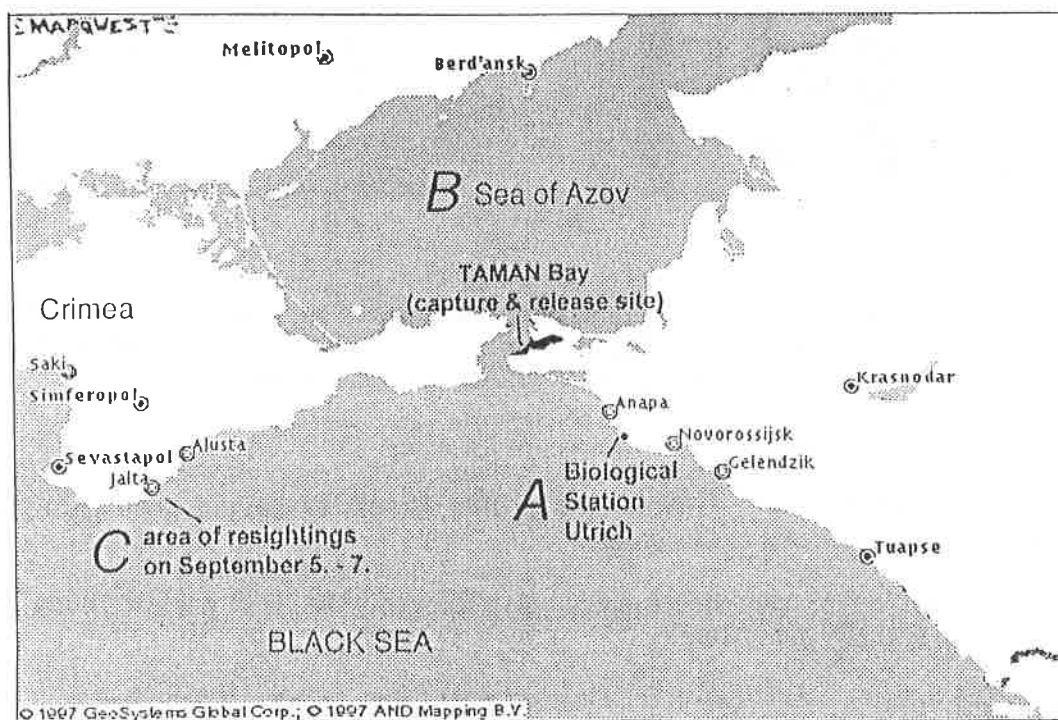 MAPQWEST
Melitopol
Berd'ansk
B Sea of Azov
TAMAN Bay
(capture & release site)
Crimea
Saki
Simferopol
Krasnodar
Anapa
Alusta
Novorossijsk
Sevastapol
Gelendzik
Jalta
A Biological
Station
Utrich
C area of resightings
on September 5. - 7.
Tuapse
BLACK SEA
© 1997 GeoSystems Global Corp.; © 1997 AND Mapping B.V.